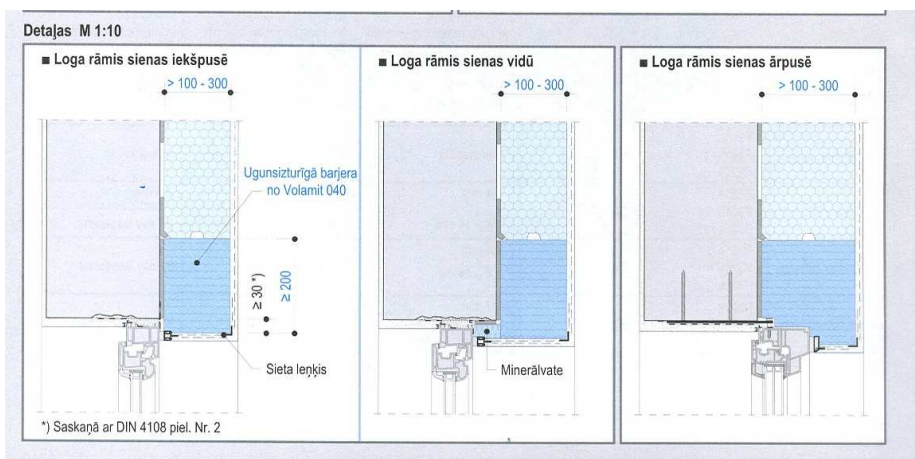 Detaļas M 1:10
■ Loga rāmis sienas iekšpusē
> 100 - 300
Ugunsizturīgā barjera
no Volamit 040
≥ 30 *)
≥ 200
Sieta leņķis
*) Saskaņā ar DIN 4108 piel. Nr. 2
■ Loga rāmis sienas vidū
> 100 - 300
Minerālvate
■ Loga rāmis sienas ārpusē
> 100 - 300